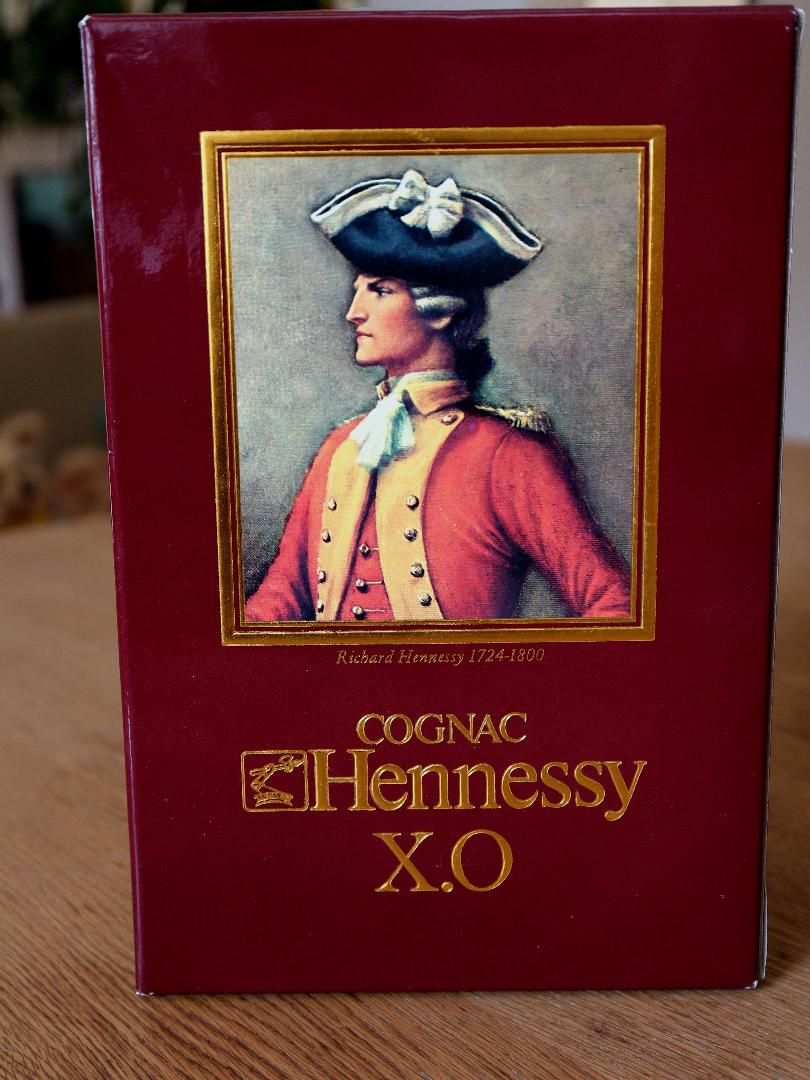 Richard Hennessy 1724-1800
COGNAC
Hennessy
X.O